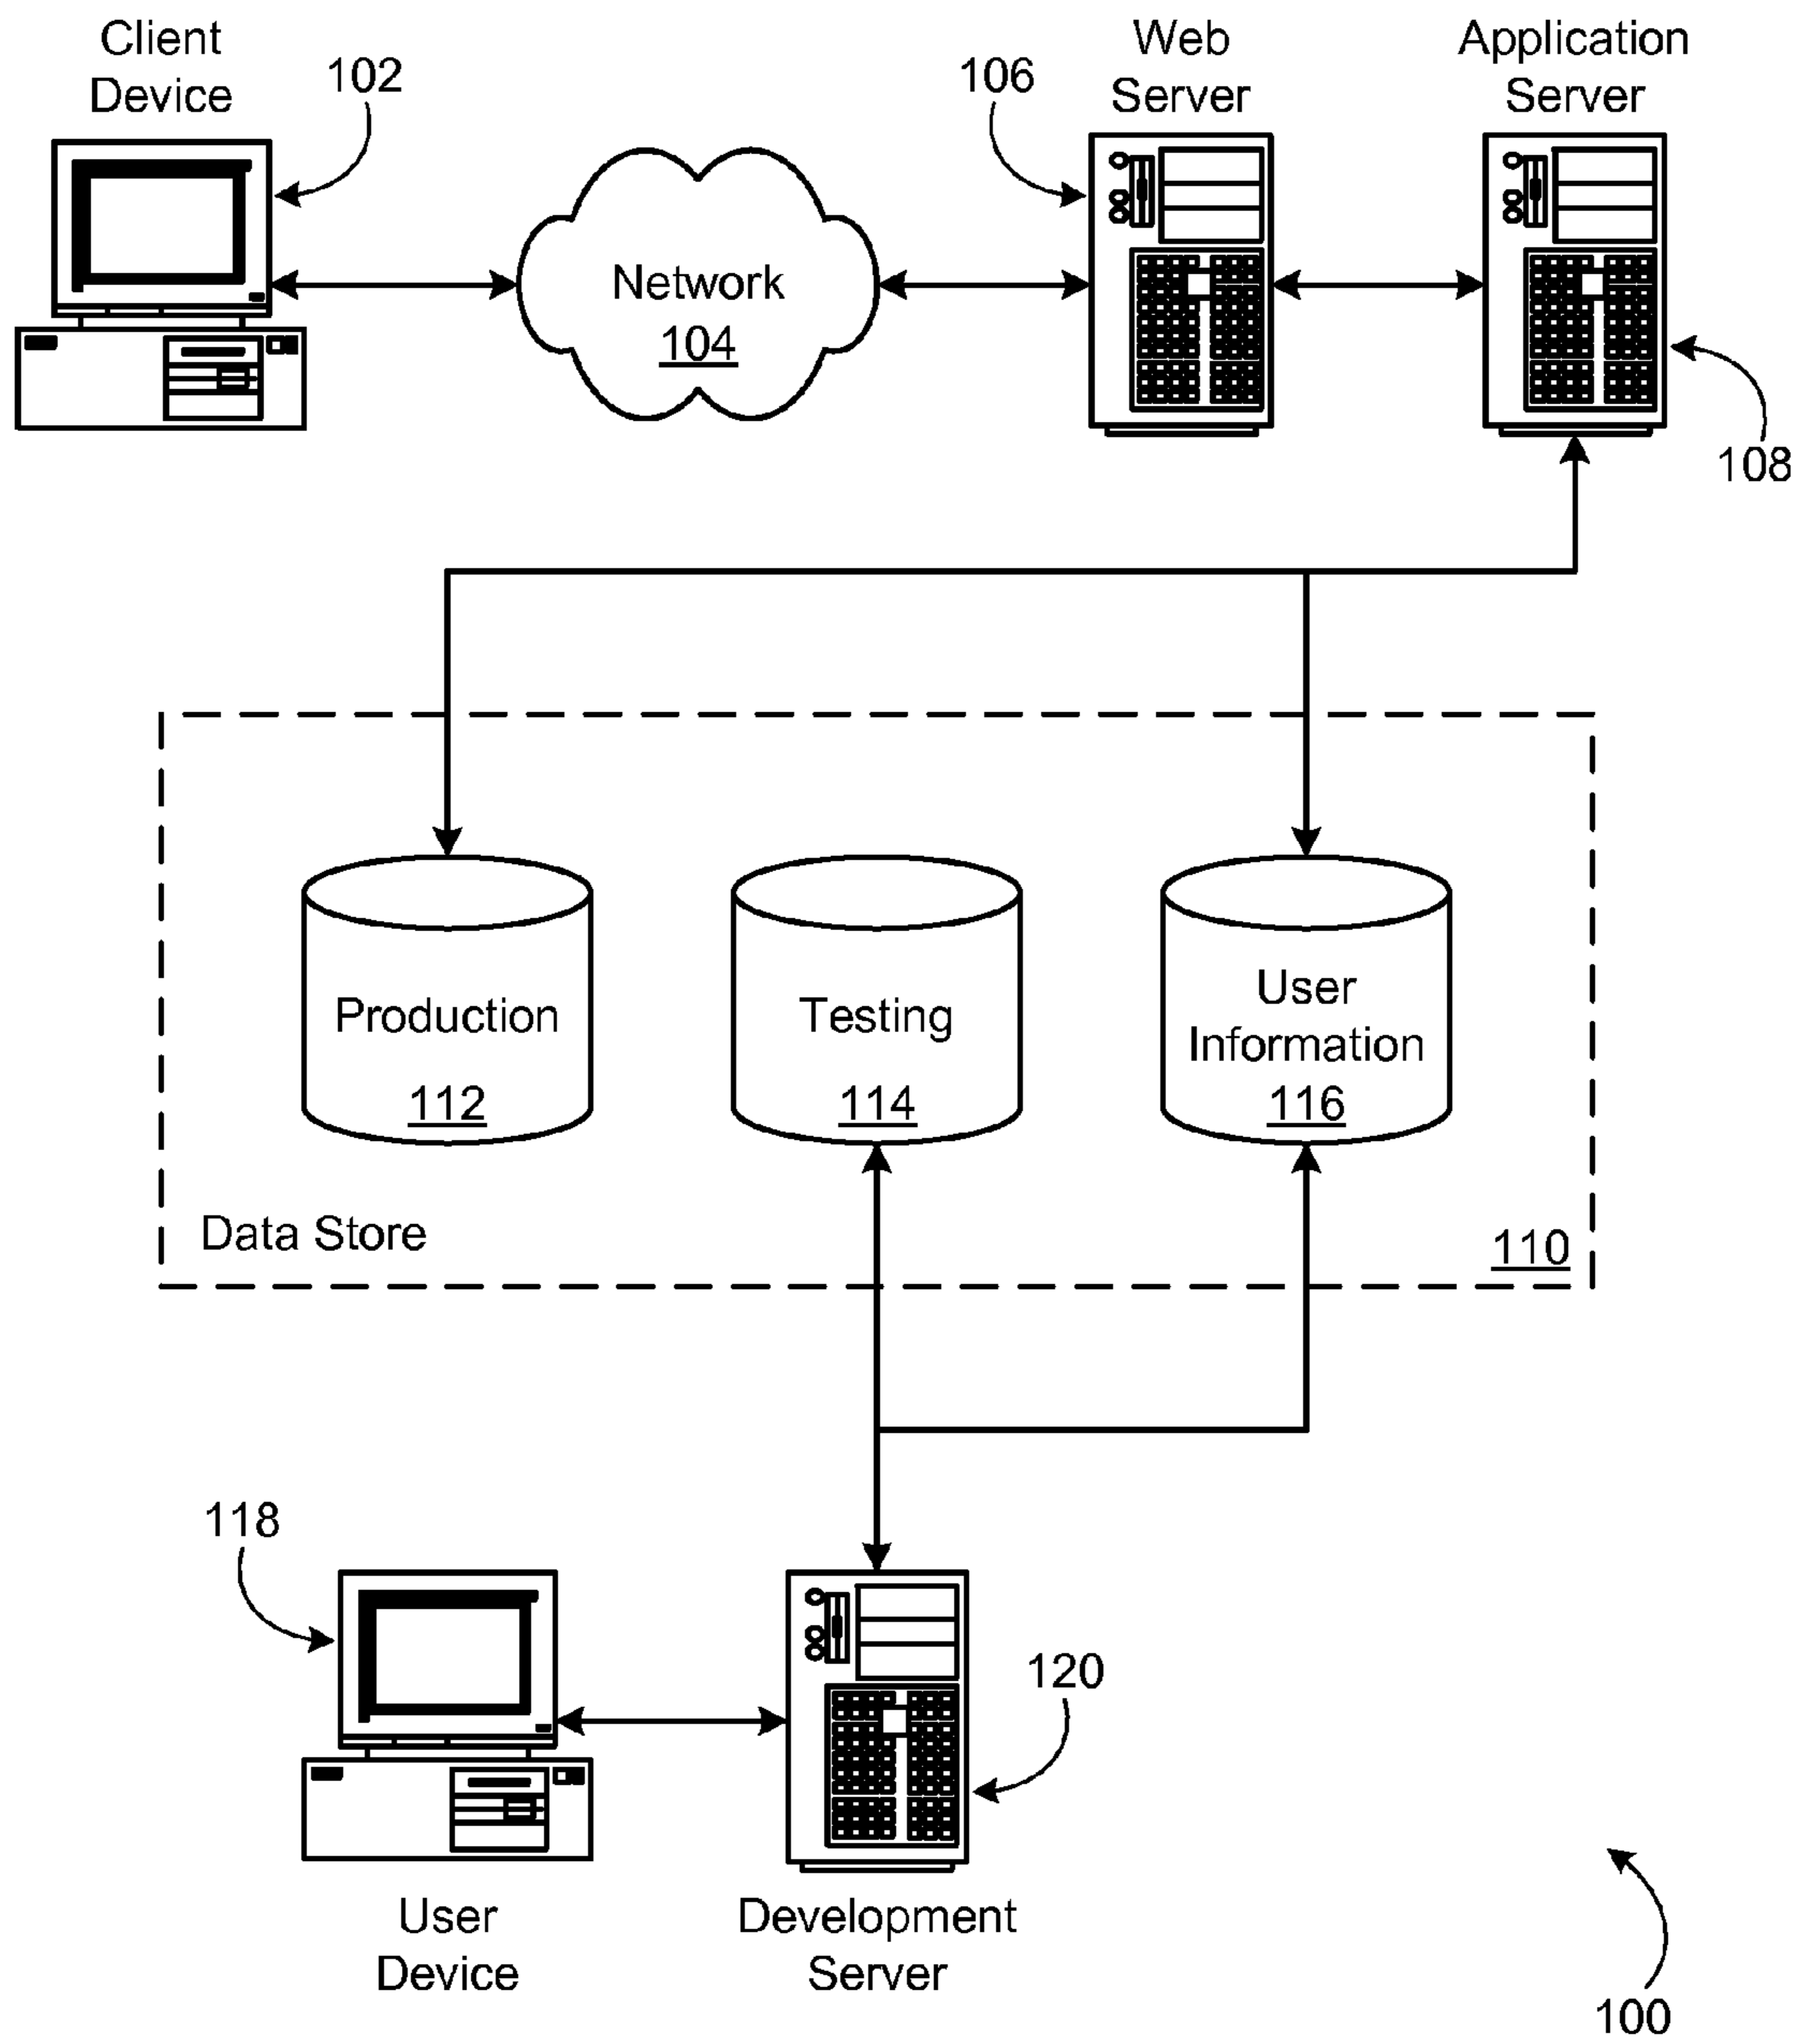 Client
Device
102
Network
104
106
Web
Server
Application
Server
108
Production
112
Testing
114
User
Information
116
Data Store
110
118
User
Device
120
Development
Server
100